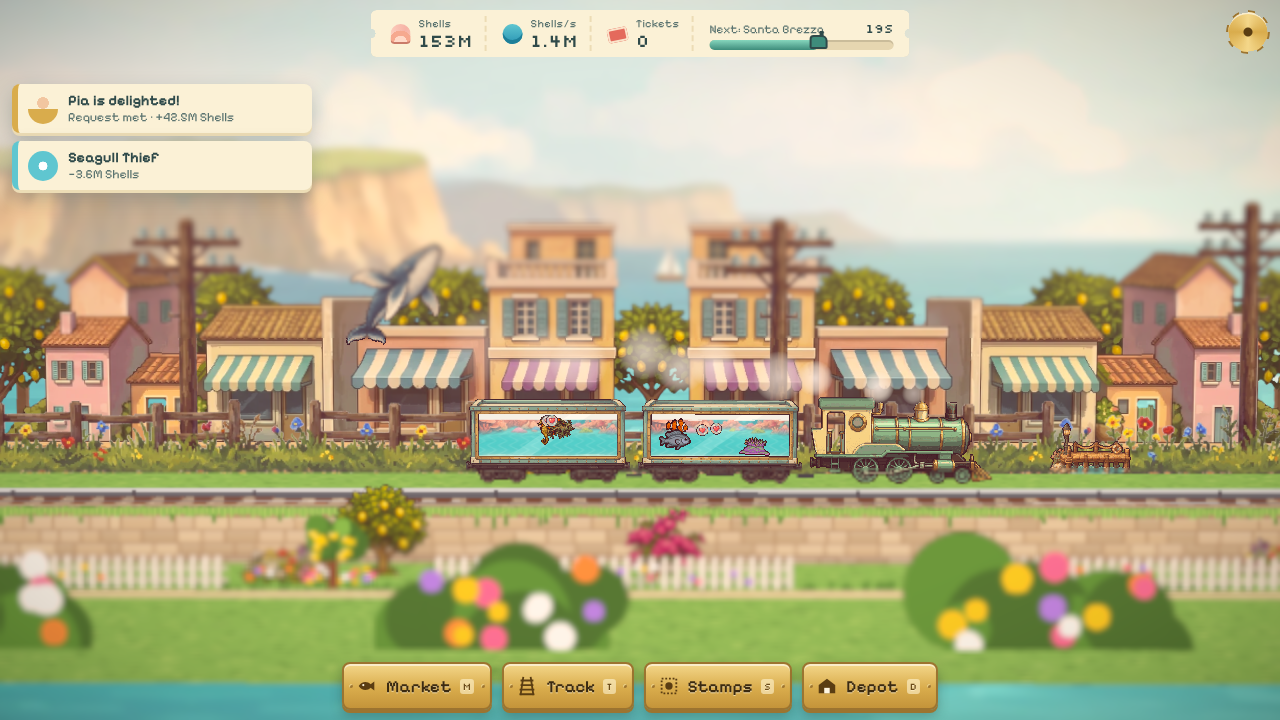 Shells
153M
Shells/s
1.4M
Tickets
0
Next: Santa Brezza
19S
Pia is delighted!
Request met · +42.8M Shells
Seagull Thief
-3.6M Shells
Market M
Track T
Stamps S
Depot D